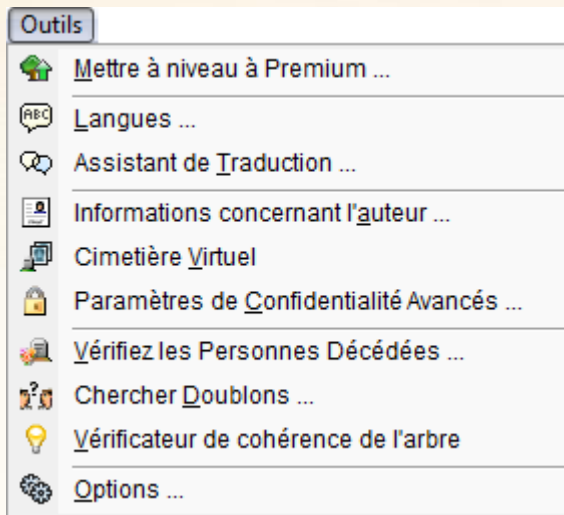 Outils
Mettre à niveau à Premium ...
ABC
Langues ...
Assistant de Traduction ...
Informations concernant l'auteur ...
Cimetière Virtuel
Paramètres de Confidentialité Avancés ...
Vérifiez les Personnes Décédées ...
Chercher Doublons ...
Vérificateur de cohérence de l'arbre
Options ...